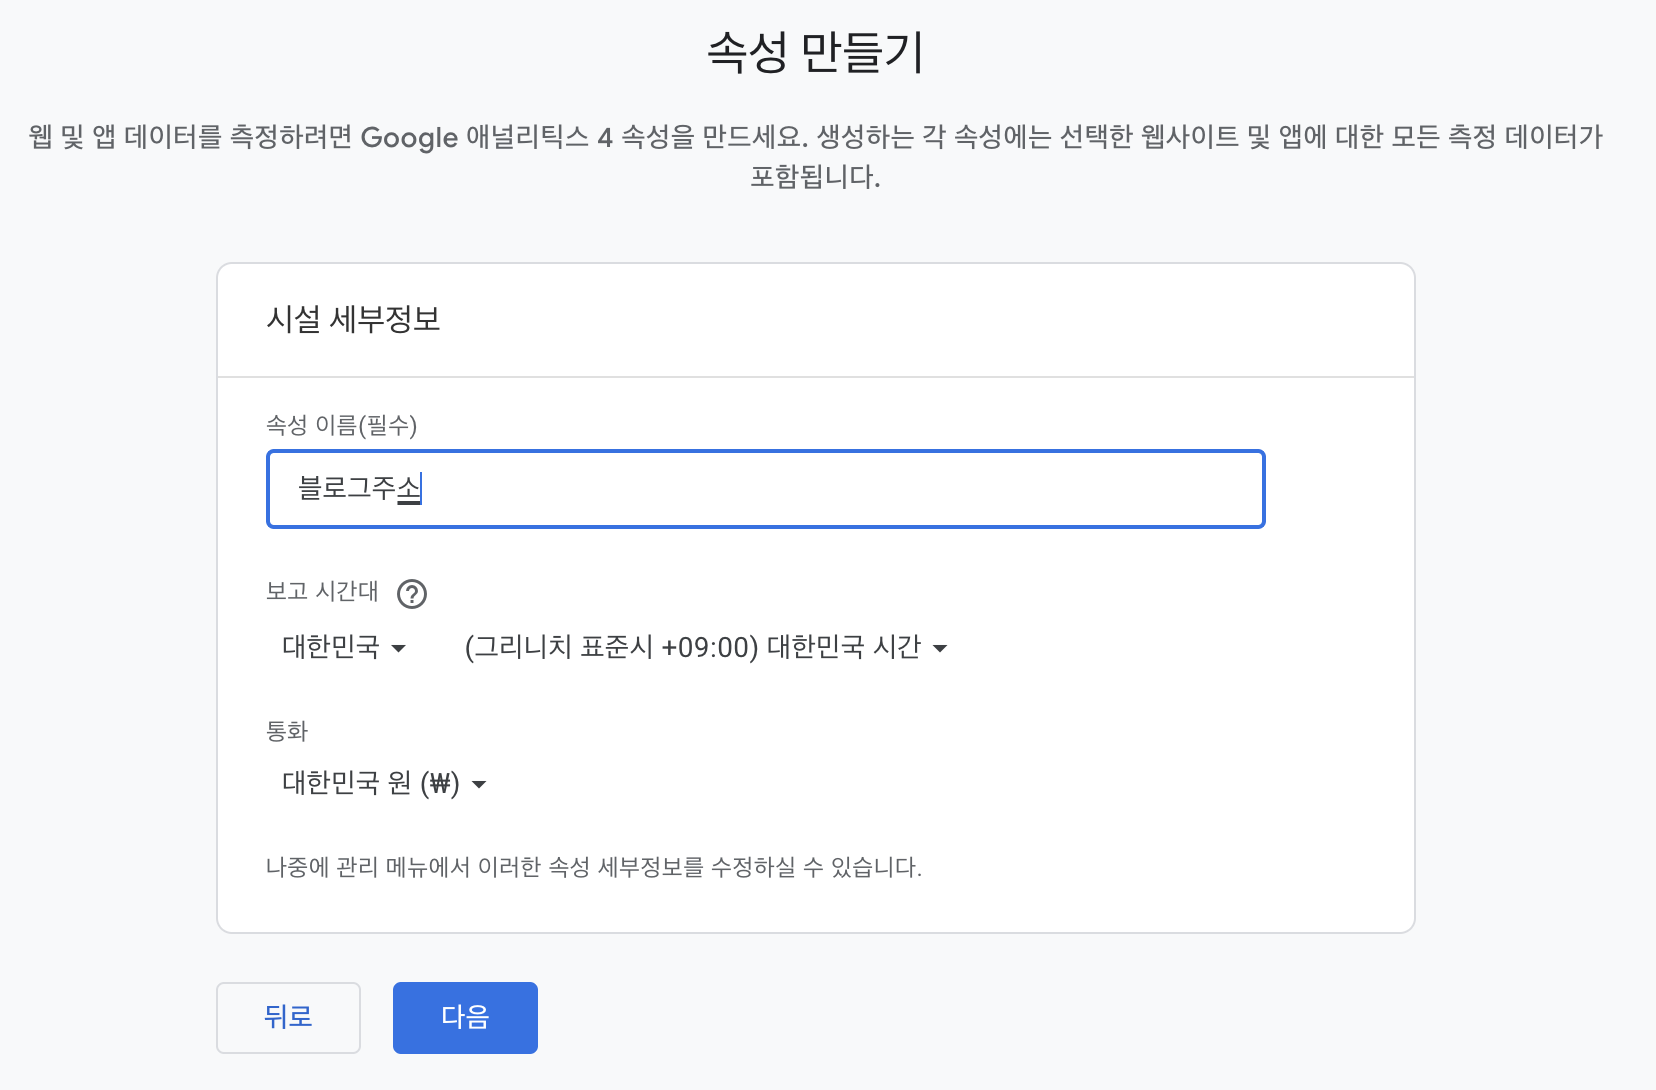 속성 만들기
웹 및 앱 데이터를 측정하려면 Google 애널리틱스 4 속성을 만드세요. 생성하는 각 속성에는 선택한 웹사이트 및 앱에 대한 모든 측정 데이터가
포함됩니다.
시설 세부정보
속성 이름(필수)
블로그주소
보고 시간대
대한민국 (그리니치 표준시 +09:00) 대한민국 시간
통화
대한민국 원 (₩)
나중에 관리 메뉴에서 이러한 속성 세부정보를 수정하실 수 있습니다.
뒤로 다음